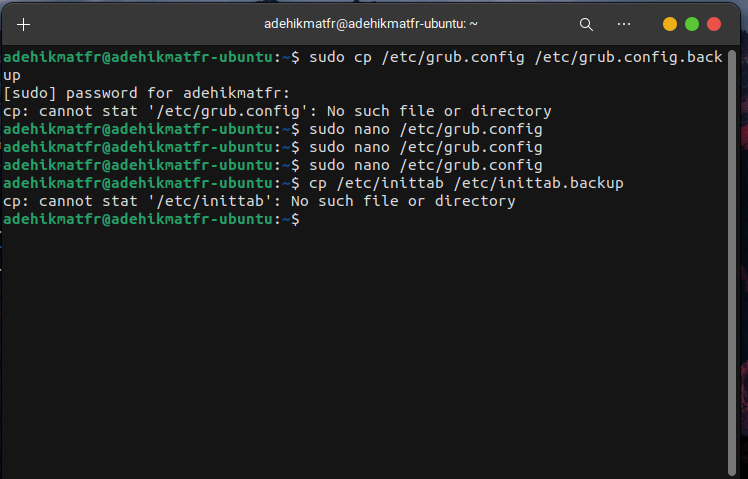 adehikmatfr@adehikmatfr-ubuntu: ~
adehikmatfr@adehikmatfr-ubuntu:~$ sudo cp /etc/grub.config /etc/grub.config.back
up
[sudo] password for adehikmatfr:
cp: cannot stat '/etc/grub.config': No such file or directory
adehikmatfr@adehikmatfr-ubuntu:~$ sudo nano /etc/grub.config
adehikmatfr@adehikmatfr-ubuntu:~$ sudo nano /etc/grub.config
adehikmatfr@adehikmatfr-ubuntu:~$ sudo nano /etc/grub.config
adehikmatfr@adehikmatfr-ubuntu:~$ cp /etc/inittab /etc/inittab.backup
cp: cannot stat '/etc/inittab': No such file or directory
adehikmatfr@adehikmatfr-ubuntu:~$